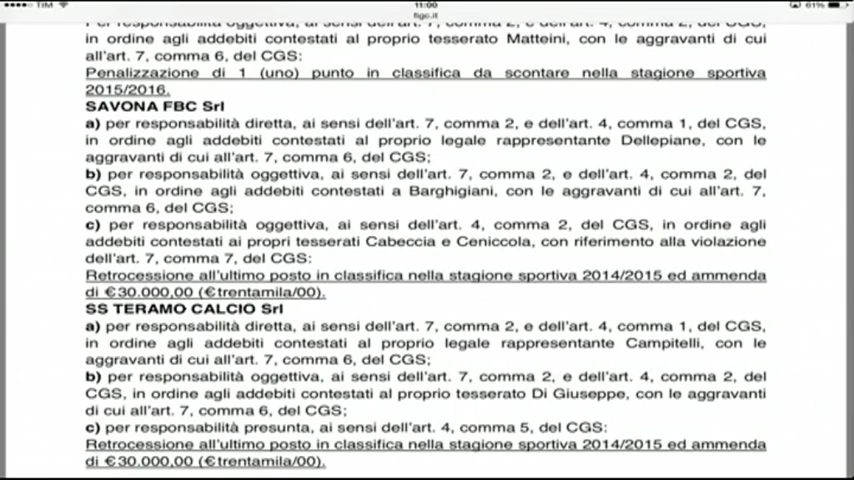 TIM
11:00
figc.it
61%
Per responsabilità oggettiva, ai sensi dell'art. 7, comma 2, e dell'art. 4, comma 2, del CGS,
in ordine agli addebiti contestati al proprio tesserato Matteini, con le aggravanti di cui
all'art. 7, comma 6, del CGS:
Penalizzazione di 1 (uno) punto in classifica da scontare nella stagione sportiva
2015/2016.
SAVONA FBC Srl
a) per responsabilità diretta, ai sensi dell'art. 7, comma 2, e dell'art. 4, comma 1, del CGS,
in ordine agli addebiti contestati al proprio legale rappresentante Dellepiane, con le
aggravanti di cui all'art. 7, comma 6, del CGS;
b) per responsabilità oggettiva, ai sensi dell'art. 7, comma 2, e dell'art. 4, comma 2, del
CGS, in ordine agli addebiti contestati a Barghigiani, con le aggravanti di cui all'art. 7,
comma 6, del CGS;
c) per responsabilità oggettiva, ai sensi dell'art. 4, comma 2, del CGS, in ordine agli
addebiti contestati ai propri tesserati Cabeccia e Ceniccola, con riferimento alla violazione
dell'art. 7, comma 7, del CGS:
Retrocessione all'ultimo posto in classifica nella stagione sportiva 2014/2015 ed ammenda
di €30.000,00 (€trentamila/00).
SS TERAMO CALCIO Srl
a) per responsabilità diretta, ai sensi dell'art. 7, comma 2, e dell'art. 4, comma 1, del CGS,
in ordine agli addebiti contestati al proprio legale rappresentante Campitelli, con le
aggravanti di cui all'art. 7, comma 6, del CGS;
b) per responsabilità oggettiva, ai sensi dell'art. 7, comma 2, e dell'art. 4, comma 2, del
CGS, in ordine agli addebiti contestati al proprio tesserato Di Giuseppe, con le aggravanti
di cui all'art. 7, comma 6, del CGS;
c) per responsabilità presunta, ai sensi dell'art. 4, comma 5, del CGS:
Retrocessione all'ultimo posto in classifica nella stagione sportiva 2014/2015 ed ammenda
di €30.000,00 (€trentamila/00).